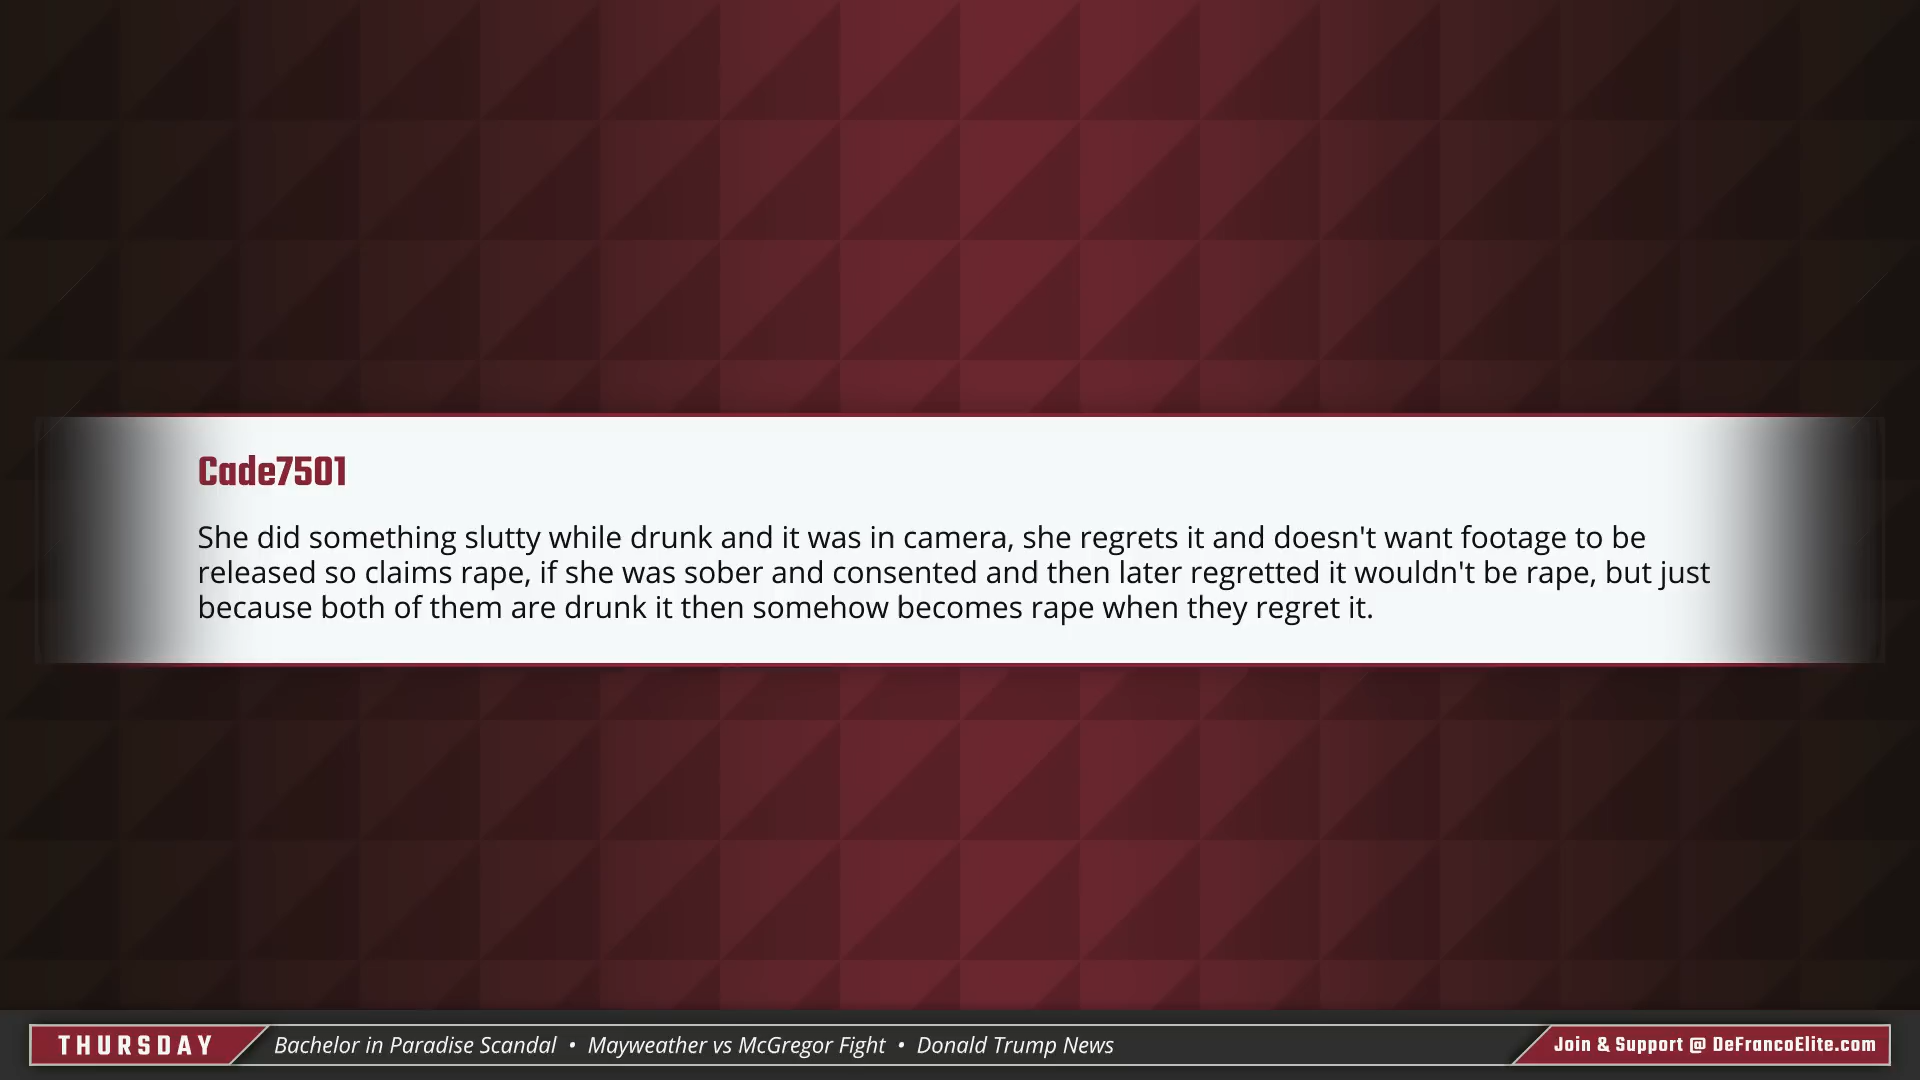 Cade7501
She did something slutty while drunk and it was in camera, she regrets it and doesn't want footage to be
released so claims rape, if she was sober and consented and then later regretted it wouldn't be rape, but just
because both of them are drunk it then somehow becomes rape when they regret it.
THURSDAY Bachelor in Paradise Scandal • Mayweather vs McGregor Fight • Donald Trump News Join & Support @ DeFrancoElite.com